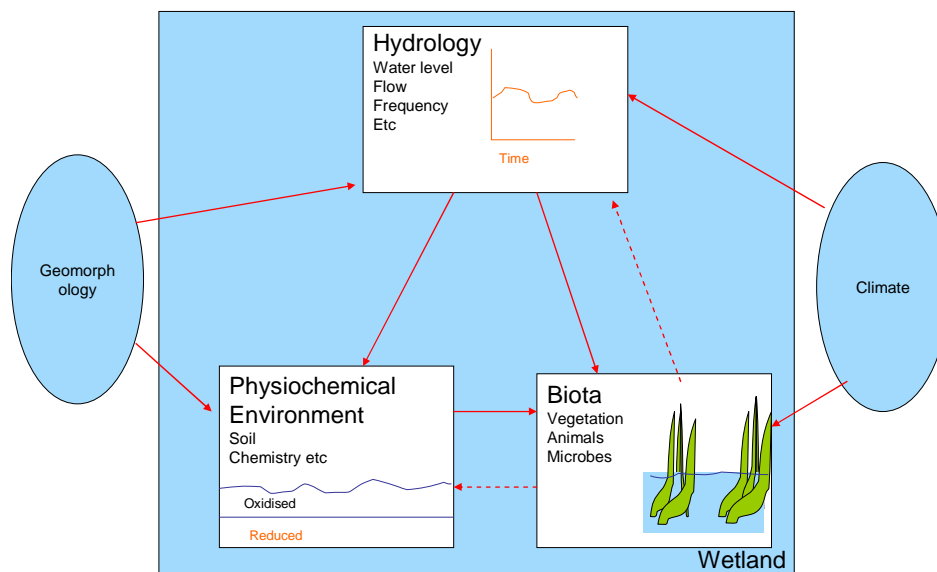 Hydrology
Water level
Flow
Frequency
Etc
Time
Geomorph
ology
Climate
Physiochemical
Environment
Soil
Chemistry etc
Oxidised
Reduced
Biota
Vegetation
Animals
Microbes
Wetland